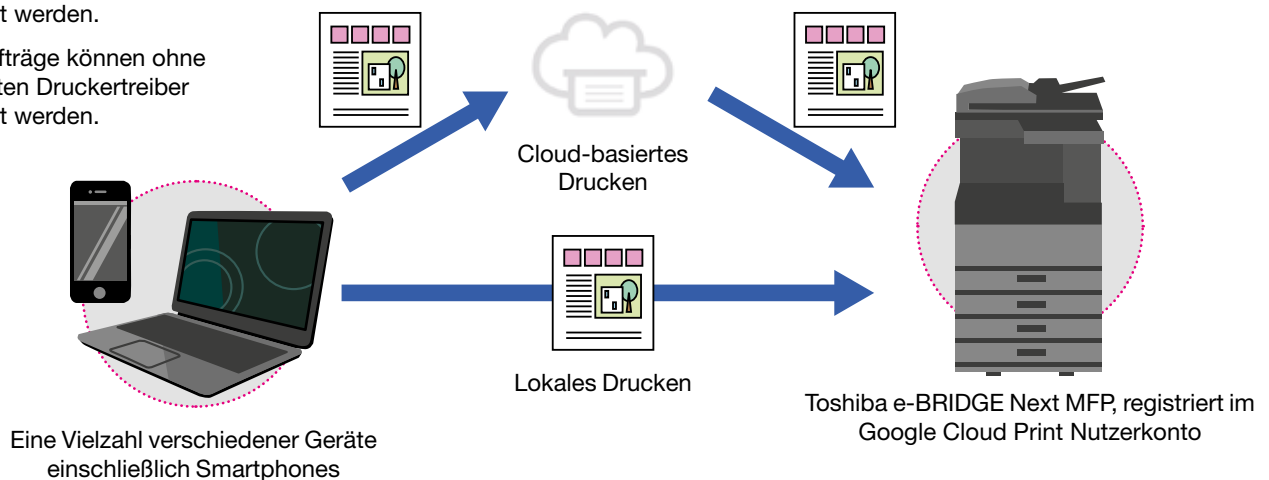 t werden.
fträge können ohne
ten Druckertreiber
t werden.
Cloud-basiertes
Drucken
Lokales Drucken
Toshiba e-BRIDGE Next MFP, registriert im
Google Cloud Print Nutzerkonto
Eine Vielzahl verschiedener Geräte
einschließlich Smartphones